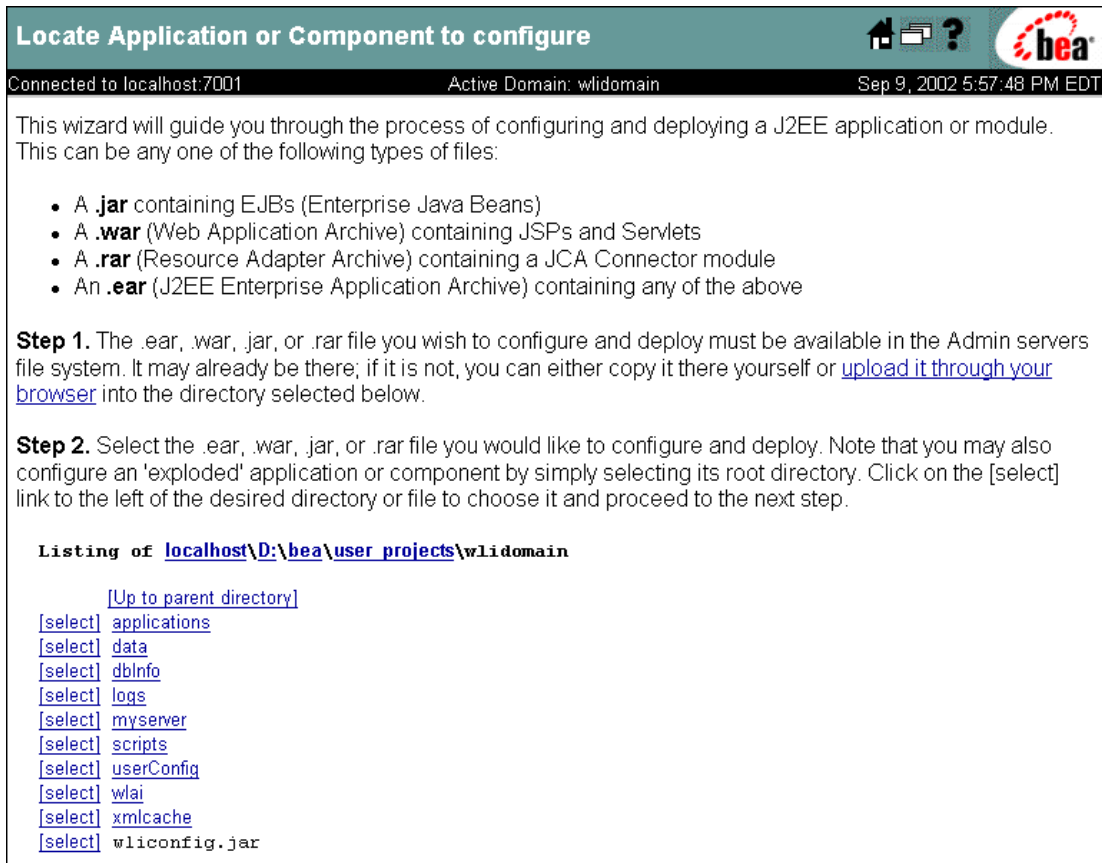 Locate Application or Component to configure
? bea
Connected to localhost:7001 Active Domain: wlidomain Sep 9, 2002 5:57:48 PM EDT
This wizard will guide you through the process of configuring and deploying a J2EE application or module.
This can be any one of the following types of files:
• A .jar containing EJBs (Enterprise Java Beans)
• A .war (Web Application Archive) containing JSPs and Servlets
• A .rar (Resource Adapter Archive) containing a JCA Connector module
• An .ear (J2EE Enterprise Application Archive) containing any of the above
Step 1. The .ear, .war, .jar, or .rar file you wish to configure and deploy must be available in the Admin servers
file system. It may already be there; if it is not, you can either copy it there yourself or upload it through your
browser into the directory selected below.
Step 2. Select the .ear, .war, .jar, or .rar file you would like to configure and deploy. Note that you may also
configure an 'exploded' application or component by simply selecting its root directory. Click on the [select]
link to the left of the desired directory or file to choose it and proceed to the next step.
Listing of localhost\D:\bea\user_projects\wlidomain
[Up to parent directory]
[select] applications
[select] data
[select] dbInfo
[select] logs
[select] myserver
[select] scripts
[select] userConfig
[select] wlai
[select] xmlcache
[select] wliconfig.jar